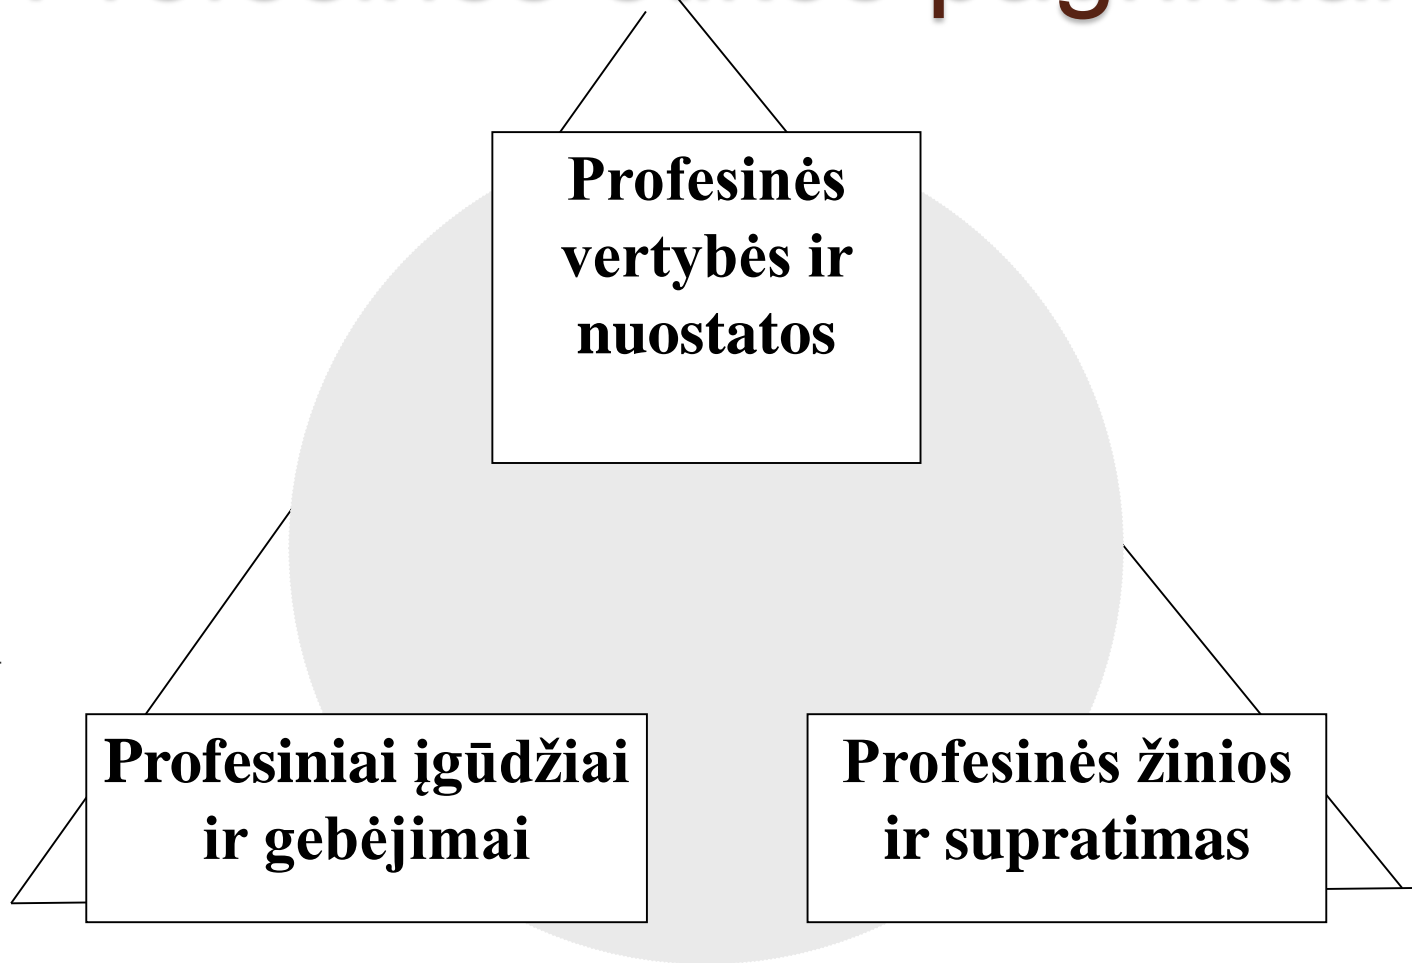 Profesinės
vertybės ir
nuostatos
Profesiniai įgūdžiai
ir gebėjimai
Profesinės žinios
ir supratimas